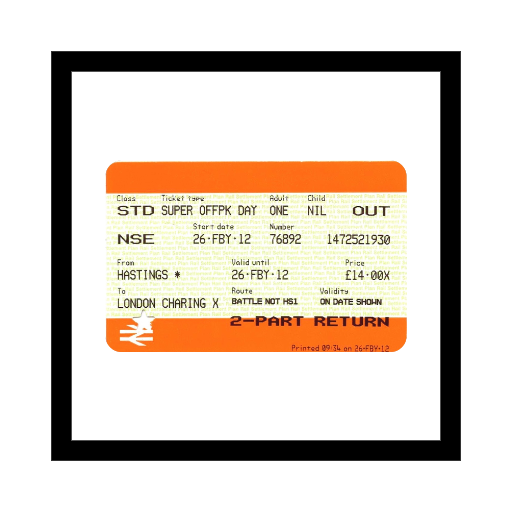 Class Ticket type Adult Child
STD SUPER OFFPK DAY ONE NIL OUT
Start date Number
NSE 26·FBY·12 76892 1472521930
From Valid until Price
HASTINGS * 26·FBY·12 £14·00X
To Route Validity
LONDON CHARING X BATTLE NOT HS1 ON DATE SHOWN
2-PART RETURN
Printed 09:34 on 26·FBY·12